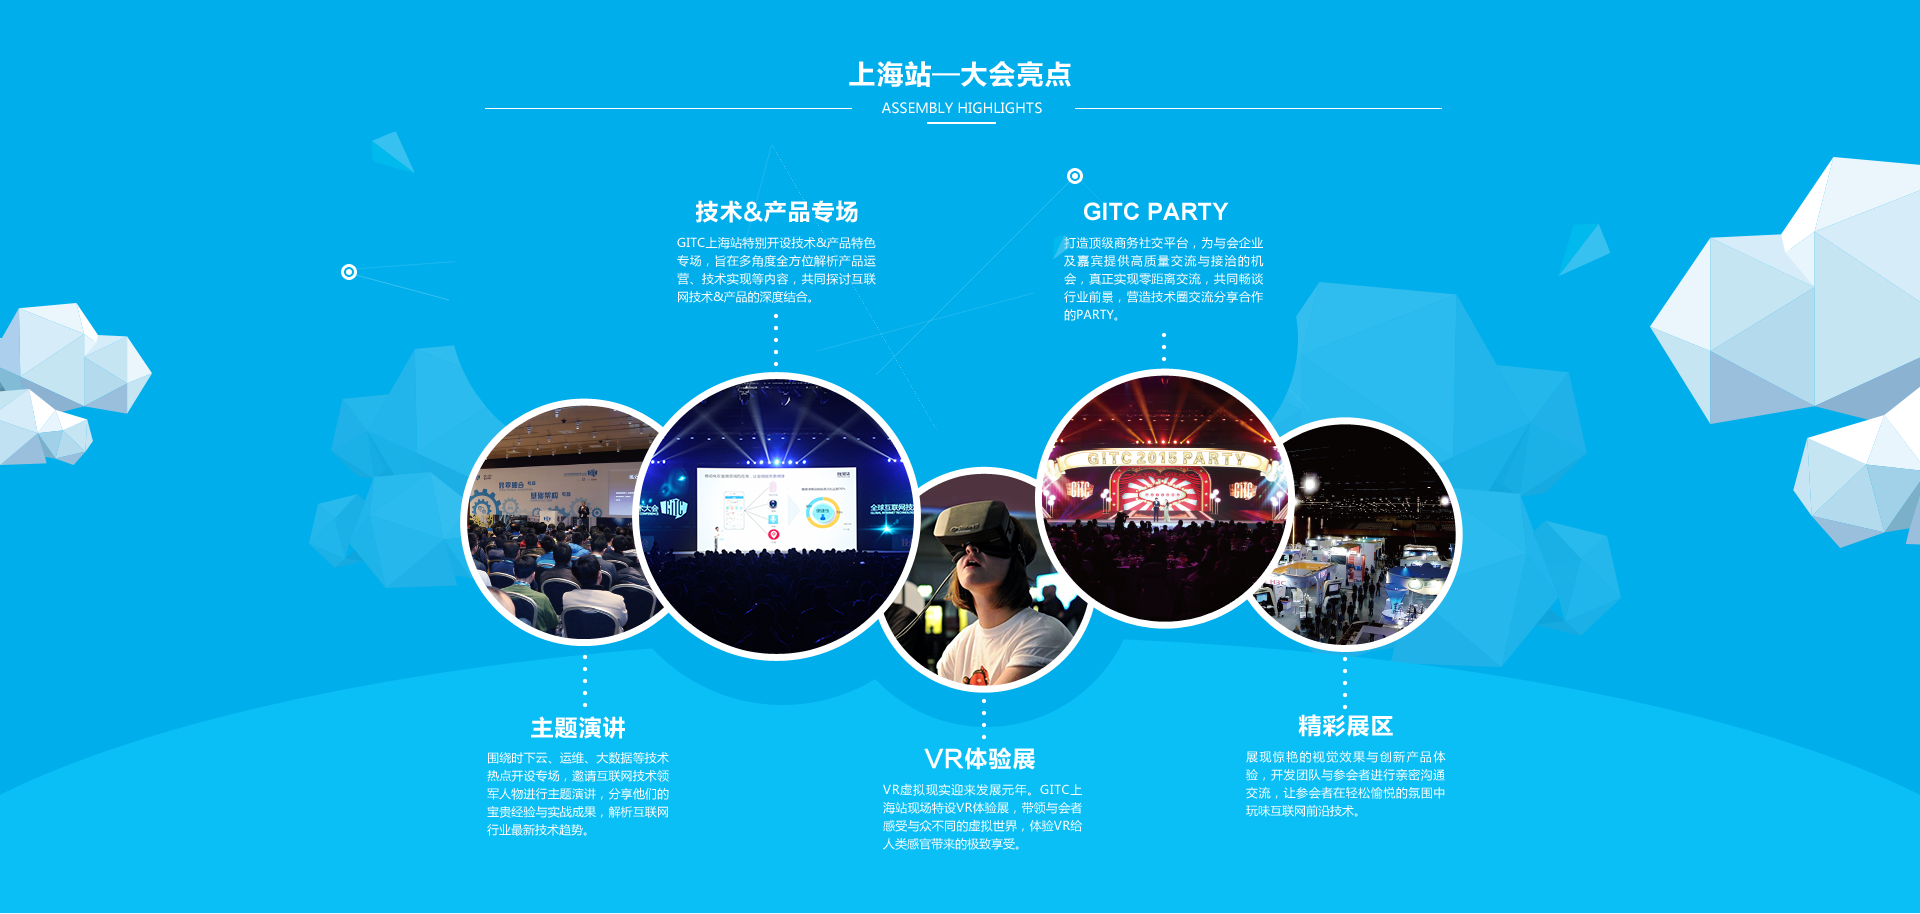 上海站—大会亮点
ASSEMBLY HIGHLIGHTS
技术&产品专场
GITC上海站特别开设技术&产品特色
专场，旨在多角度全方位解析产品运
营、技术实现等内容，共同探讨互联
网技术&产品的深度结合。
GITC PARTY
打造顶级商务社交平台，为与会企业
及嘉宾提供高质量交流与接洽的机
会，真正实现零距离交流，共同畅谈
行业前景，营造技术圈交流分享合作
的PARTY。
GITC 2015 PARTY
GITC
GITC
GITC
术大会
全球互联网技
H3C
主题演讲
围绕时下云、运维、大数据等技术
热点开设专场，邀请互联网技术领
军人物进行主题演讲，分享他们的
宝贵经验与实战成果，解析互联网
行业最新技术趋势。
VR体验展
VR虚拟现实迎来发展元年。GITC上
海站现场特设VR体验展，带领与会者
感受与众不同的虚拟世界，体验VR给
人类感官带来的极致享受。
精彩展区
展现惊艳的视觉效果与创新产品体
验，开发团队与参会者进行亲密沟通
交流，让参会者在轻松愉悦的氛围中
玩味互联网前沿技术。